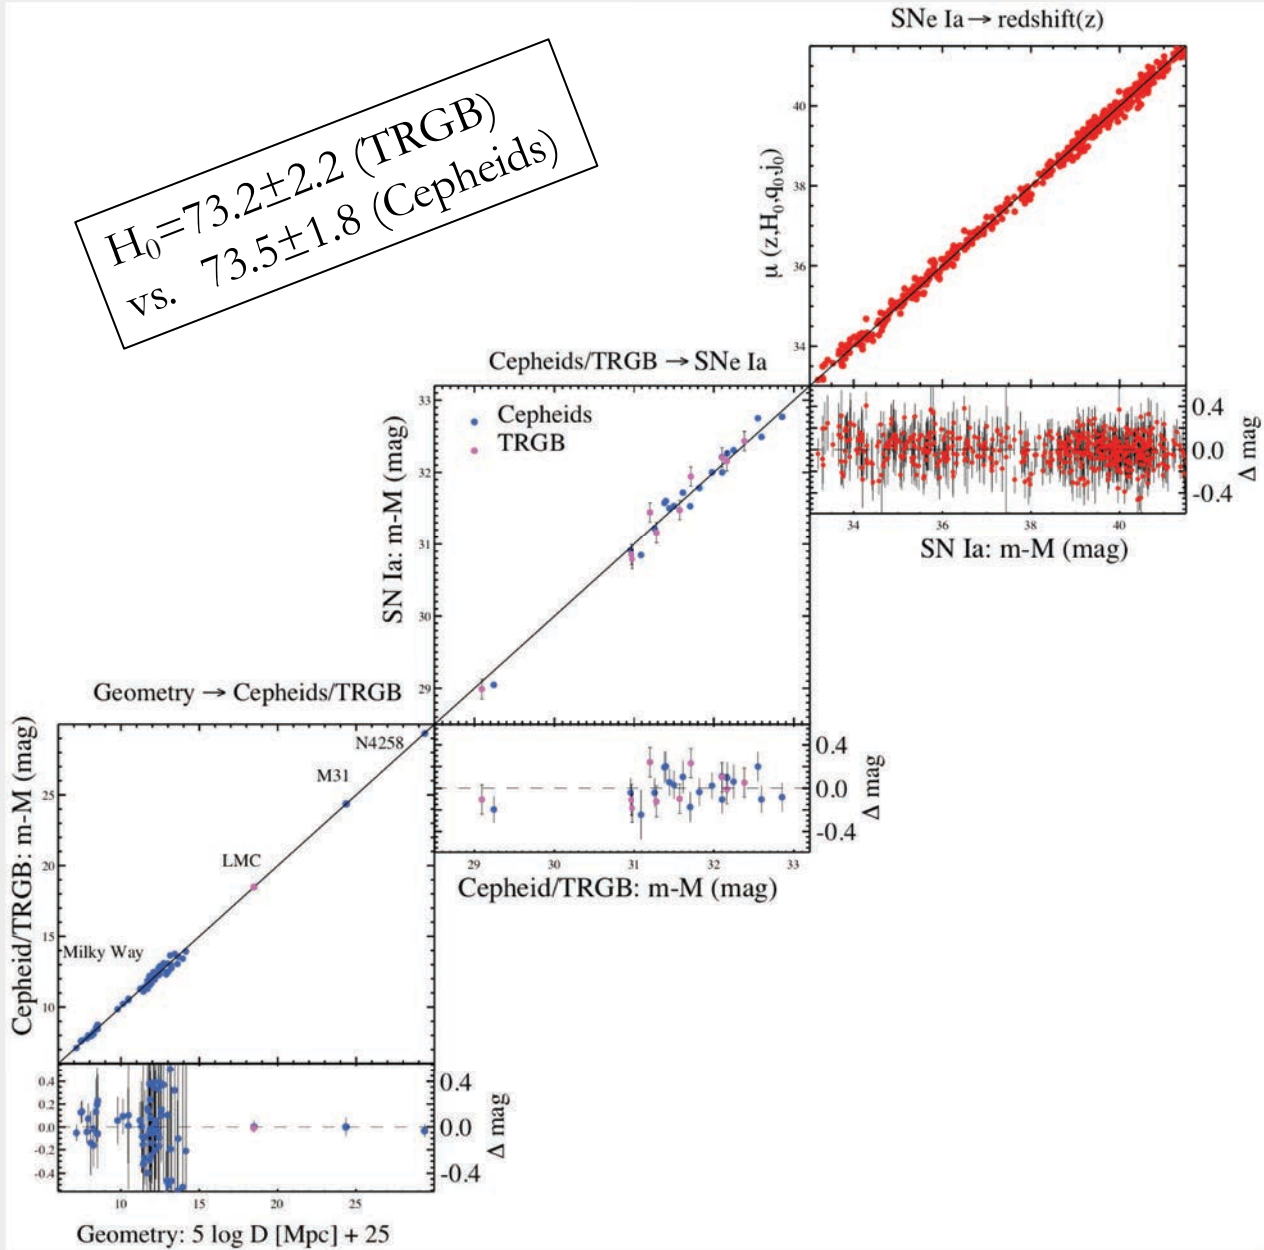 SNe Ia → redshift(z)
H₀=73.2±2.2 (TRGB)
vs. 73.5±1.8 (Cepheids)
40
38
36
34
μ (z,H₀,q₀,j₀)
0.4
0.0
-0.4
Δ mag
34 36 38 40
SN Ia: m-M (mag)
Cepheids/TRGB → SNe Ia
Cepheids
TRGB
33
32
31
30
29
SN Ia: m-M (mag)
0.4
0.0
-0.4
Δ mag
29 30 31 32 33
Cepheid/TRGB: m-M (mag)
Geometry → Cepheids/TRGB
N4258
M31
LMC
Milky Way
25
20
15
10
Cepheid/TRGB: m-M (mag)
0.4
0.2
0.0
-0.2
-0.4
0.4
0.0
-0.4
Δ mag
10 15 20 25
Geometry: 5 log D [Mpc] + 25